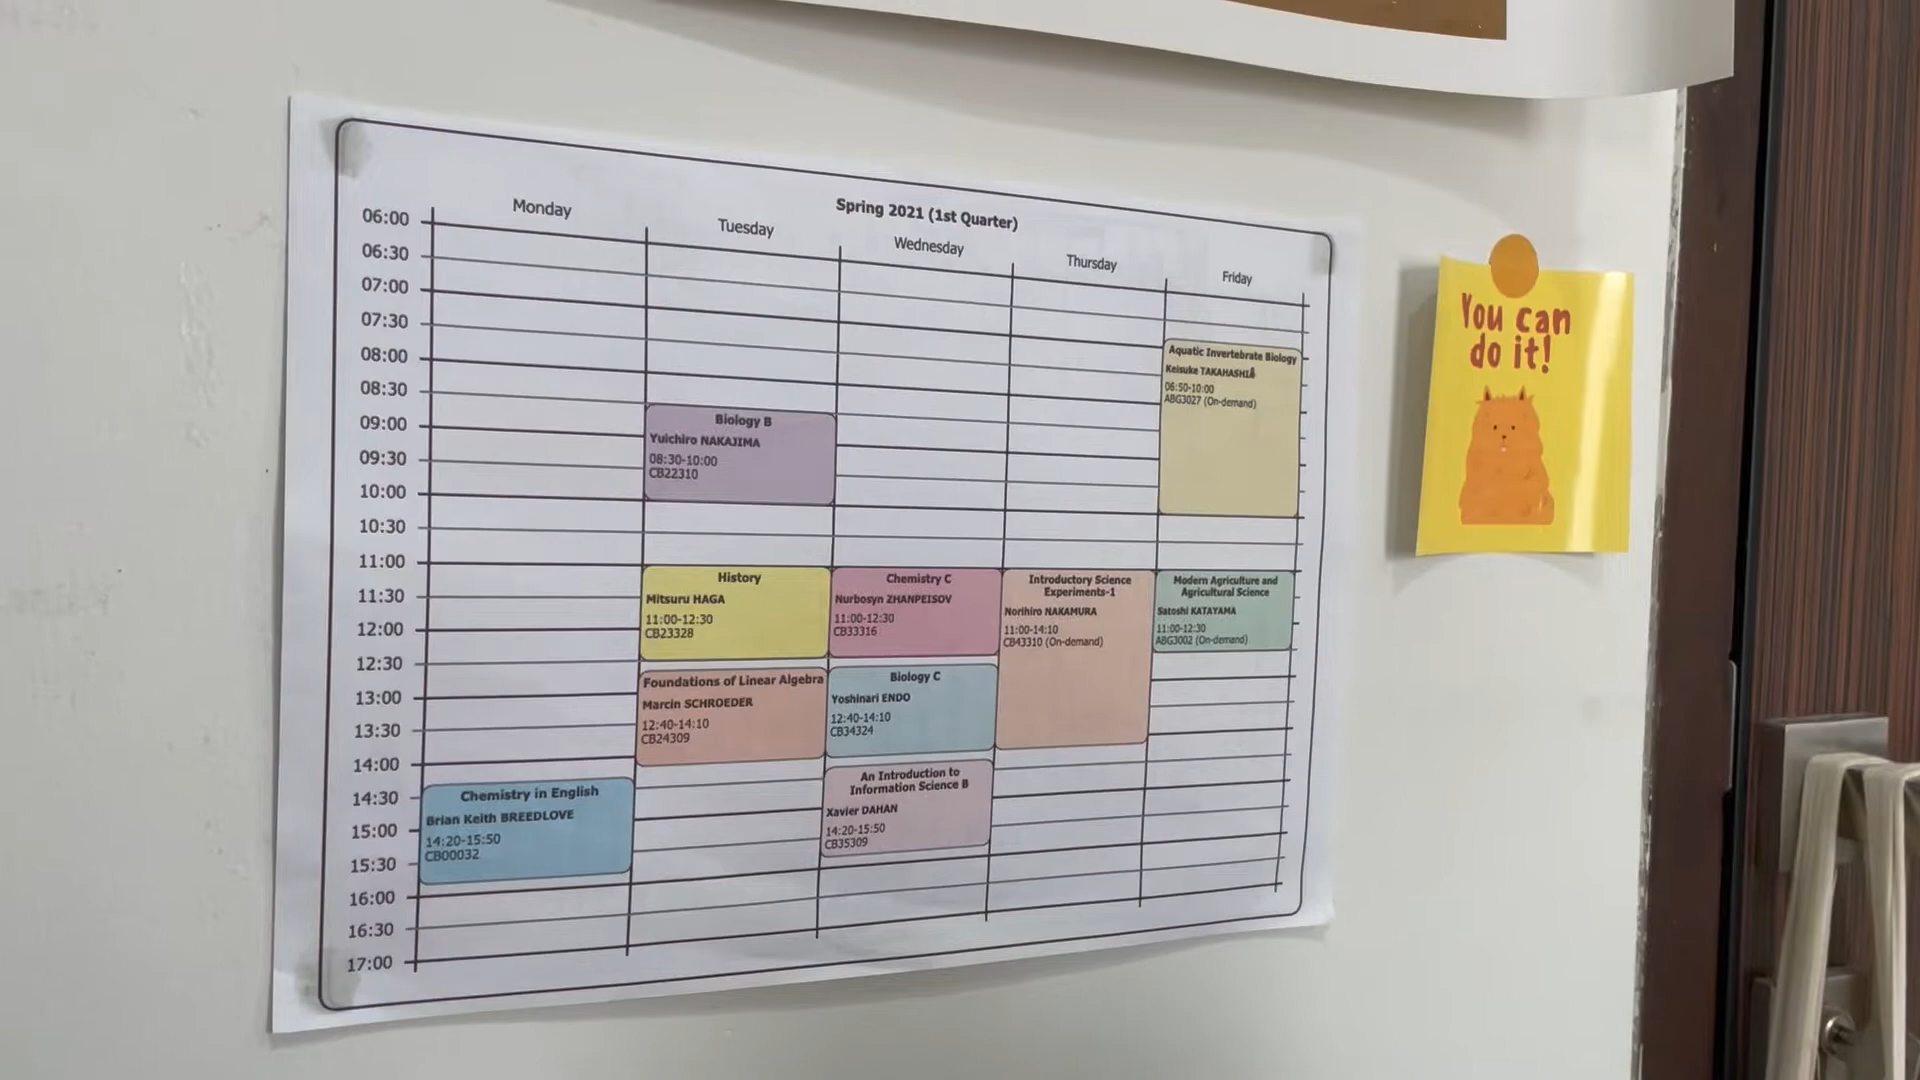 Spring 2021 (1st Quarter)
Monday
Tuesday
Wednesday
Thursday
Friday
06:00
06:30
07:00
07:30
08:00
08:30
09:00
09:30
10:00
10:30
11:00
11:30
12:00
12:30
13:00
13:30
14:00
14:30
15:00
15:30
16:00
16:30
17:00
Chemistry in English
Brian Keith BREEDLOVE
14:20-15:50
CB00032
Biology B
Yuichiro NAKAJIMA
08:30-10:00
CB22310
History
Mitsuru HAGA
11:00-12:30
CB23328
Foundations of Linear Algebra
Marcin SCHROEDER
12:40-14:10
CB24309
Chemistry C
Nurbosyn ZHANPEISOV
11:00-12:30
CB33316
Biology C
Yoshinari ENDO
12:40-14:10
CB34324
An Introduction to
Information Science B
Xavier DAHAN
14:20-15:50
CB35309
Introductory Science
Experiments-1
Norihiro NAKAMURA
11:00-14:10
CB43310 (On-demand)
Aquatic Invertebrate Biology
Keisuke TAKAHASHIÂ
06:50-10:00
ABG3027 (On-demand)
Modern Agriculture and
Agricultural Science
Satoshi KATAYAMA
11:00-12:30
ABG3002 (On-demand)
You can
do it!